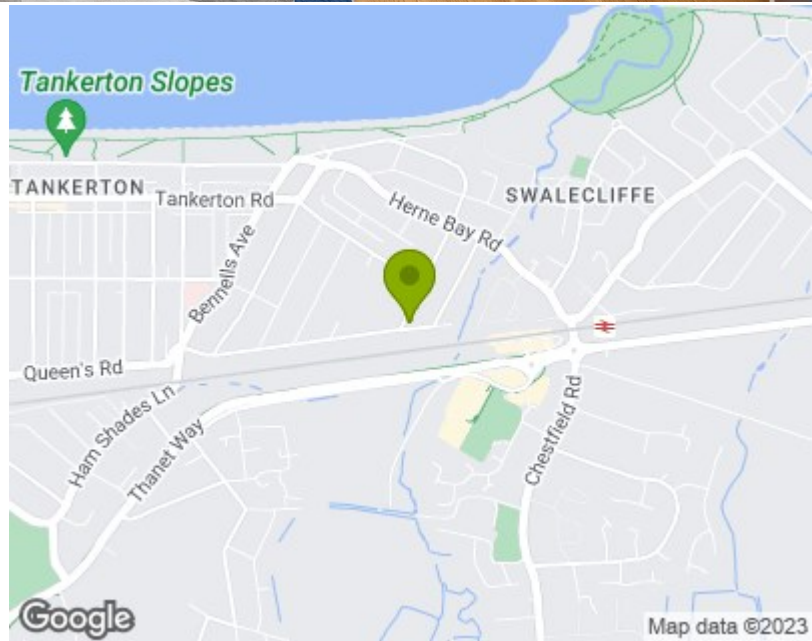 Tankerton Slopes
TANKERTON
Tankerton Rd
SWALECLIFFE
Herne Bay Rd
Bennells Ave
Queen's Rd
Ham Shades Ln
Thanet Way
Chestfield Rd
Google
Map data ©2023